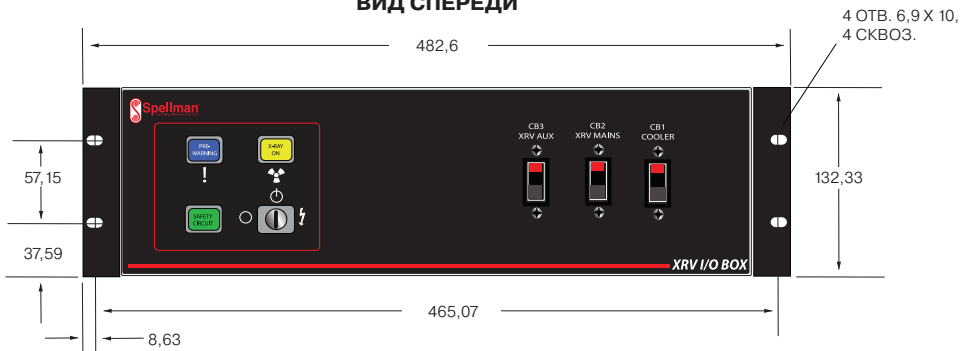 ВИД СПЕРЕДИ
4 ОТВ. 6,9 X 10,
4 СКВОЗ.
482,6
Spellman
PRE-
WARNING
X-RAY
ON
!
SAFETY
CIRCUIT
CB3
XRV AUX
CB2
XRV MAINS
CB1
COOLER
57,15
132,33
37,59
XRV I/O BOX
465,07
8,63